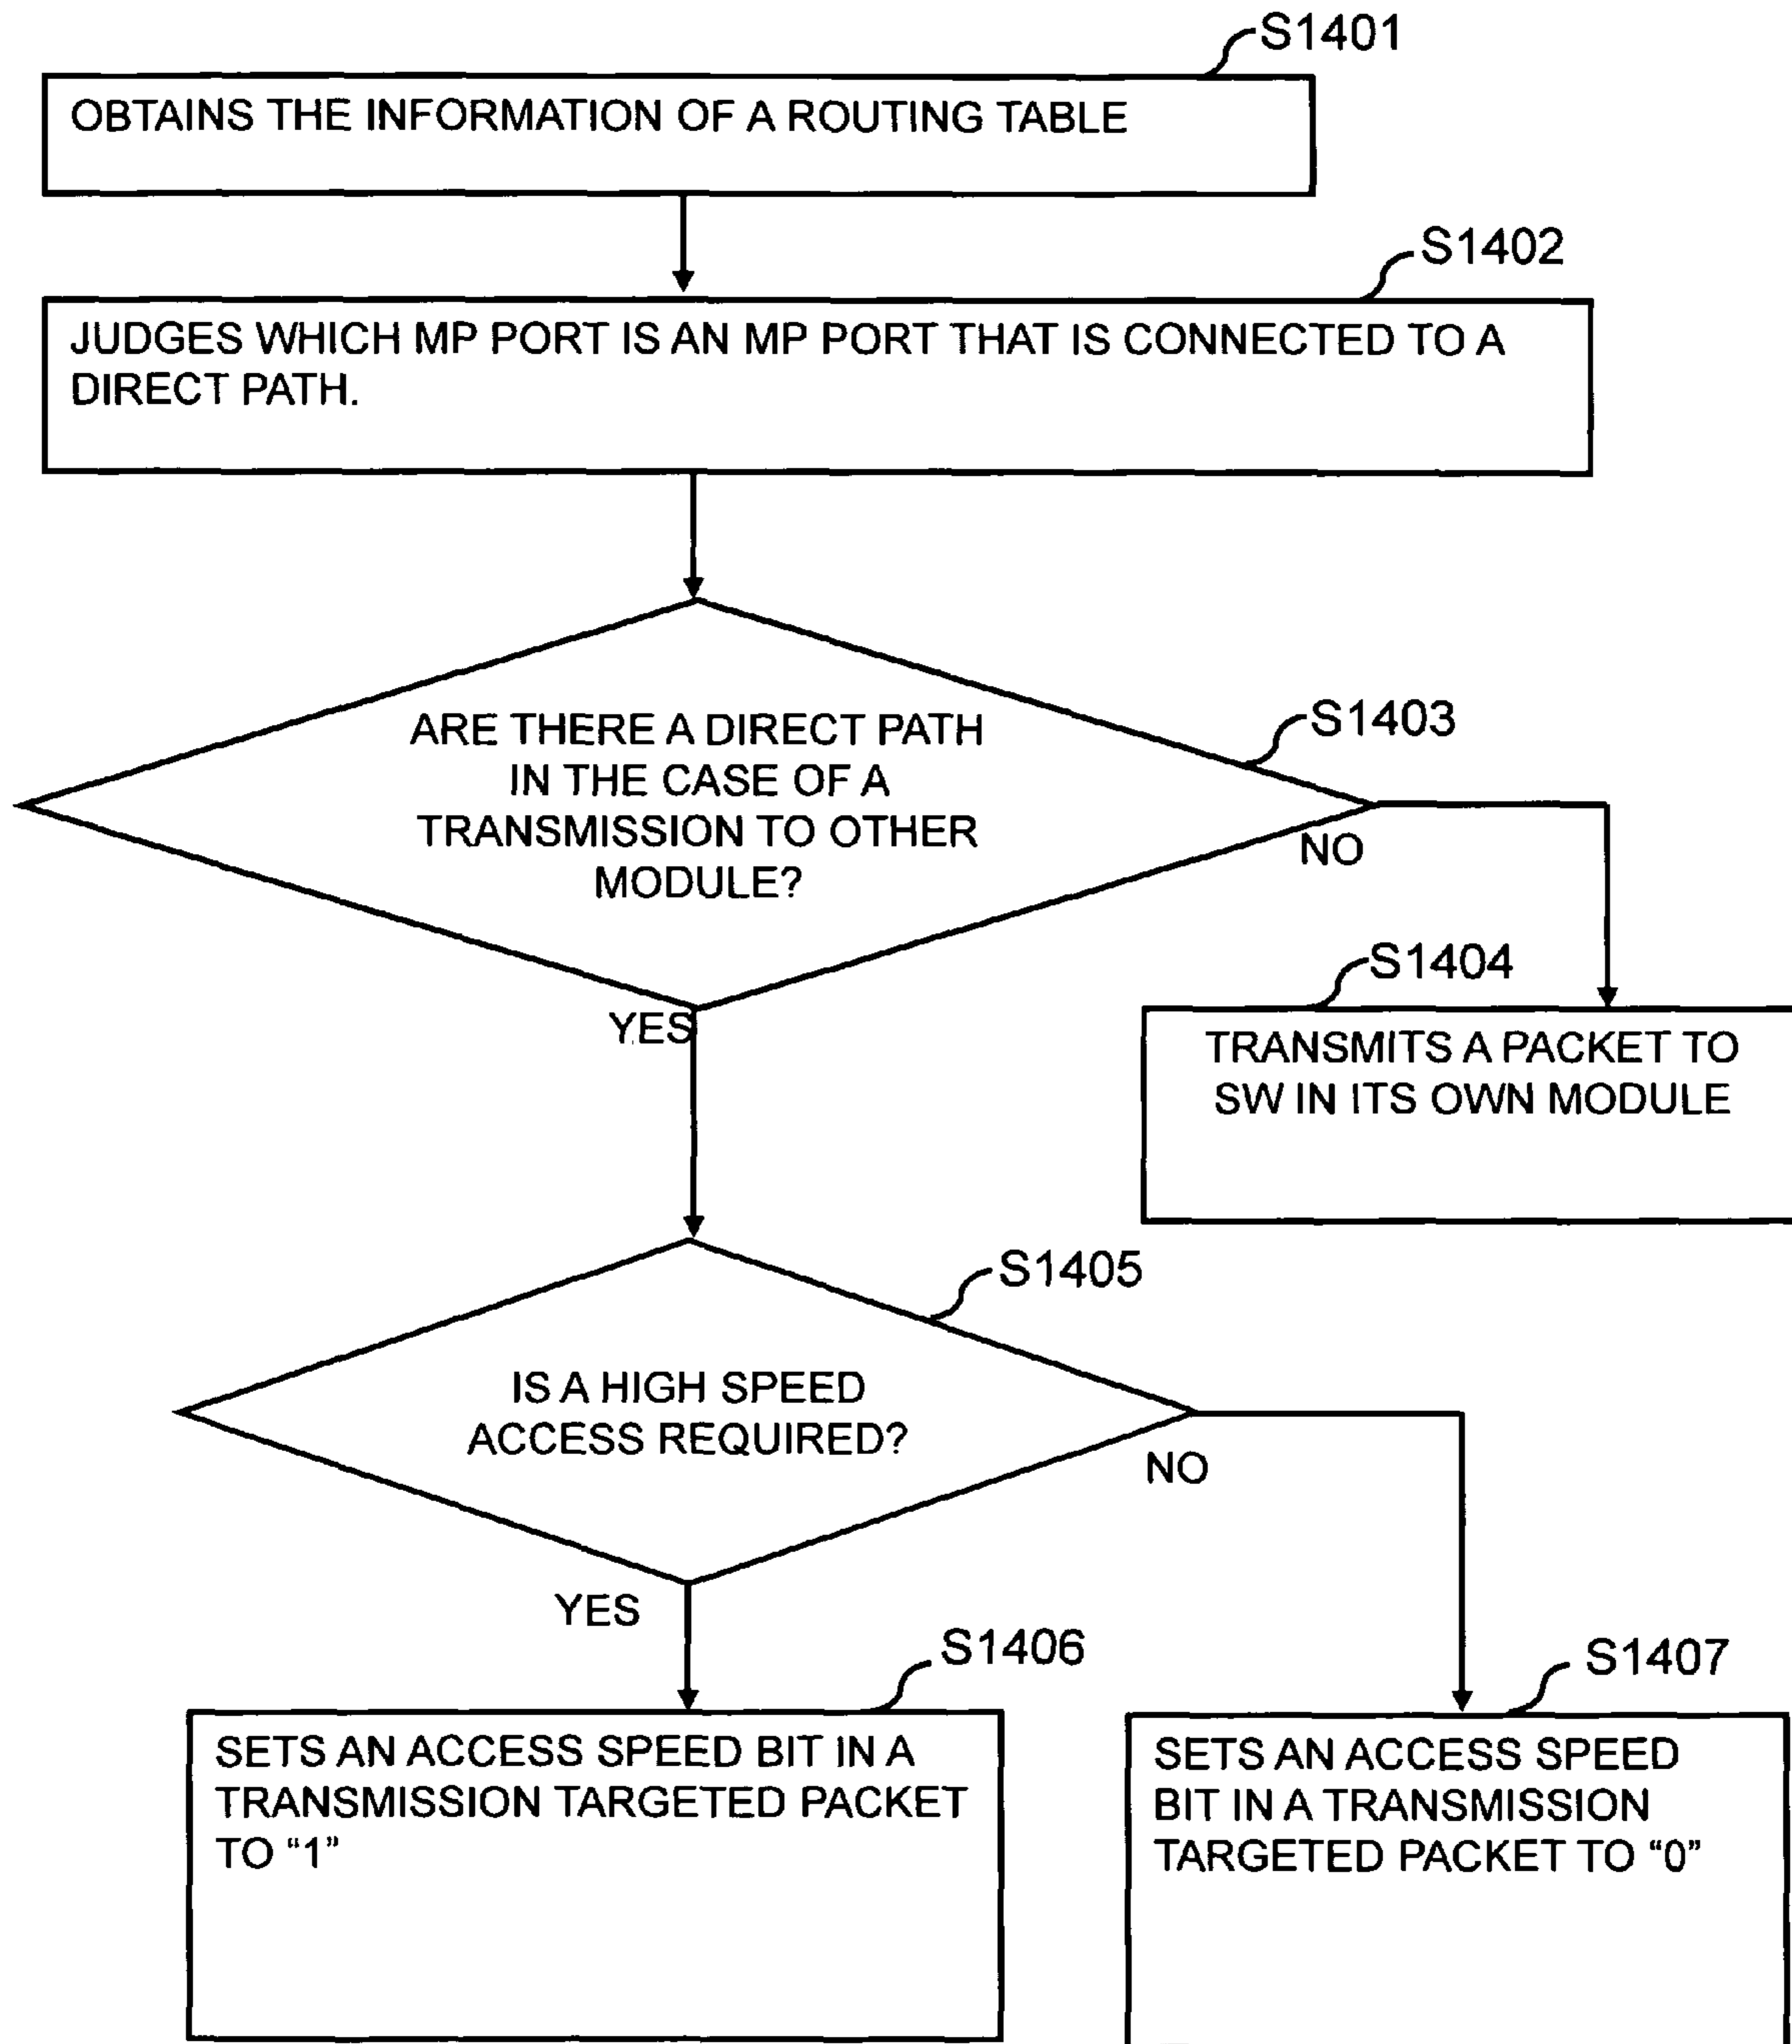 S1401
OBTAINS THE INFORMATION OF A ROUTING TABLE
S1402
JUDGES WHICH MP PORT IS AN MP PORT THAT IS CONNECTED TO A
DIRECT PATH.
ARE THERE A DIRECT PATH
IN THE CASE OF A
TRANSMISSION TO OTHER
MODULE?
S1403
NO
YES
S1404
TRANSMITS A PACKET TO
SW IN ITS OWN MODULE
S1405
IS A HIGH SPEED
ACCESS REQUIRED?
NO
YES
S1406
SETS AN ACCESS SPEED BIT IN A
TRANSMISSION TARGETED PACKET
TO “1”
S1407
SETS AN ACCESS SPEED
BIT IN A TRANSMISSION
TARGETED PACKET TO “0”